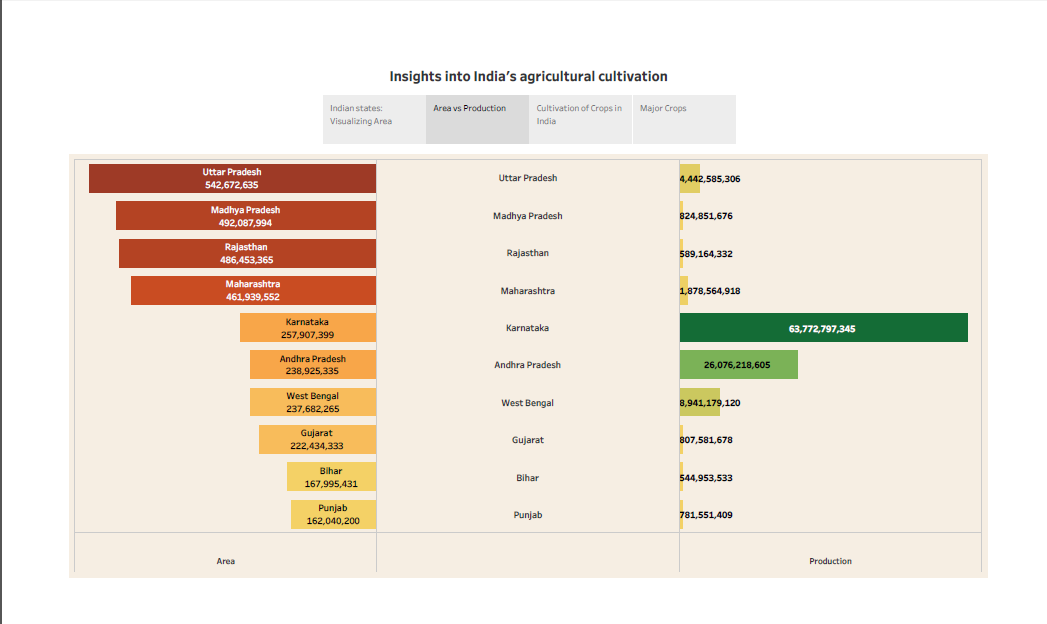 Insights into India's agricultural cultivation
Indian states:
Visualizing Area
Area vs Production
Cultivation of Crops in
India
Major Crops
Uttar Pradesh
542,672,635
Uttar Pradesh
4,442,585,306
Madhya Pradesh
492,087,994
Madhya Pradesh
824,851,676
Rajasthan
486,453,365
Rajasthan
589,164,332
Maharashtra
461,939,552
Maharashtra
1,878,564,918
Karnataka
257,907,399
Karnataka
63,772,797,345
Andhra Pradesh
238,925,335
Andhra Pradesh
26,076,218,605
West Bengal
237,682,265
West Bengal
8,941,179,120
Gujarat
222,434,333
Gujarat
807,581,678
Bihar
167,995,431
Bihar
544,953,533
Punjab
162,040,200
Punjab
781,551,409
Area
Production